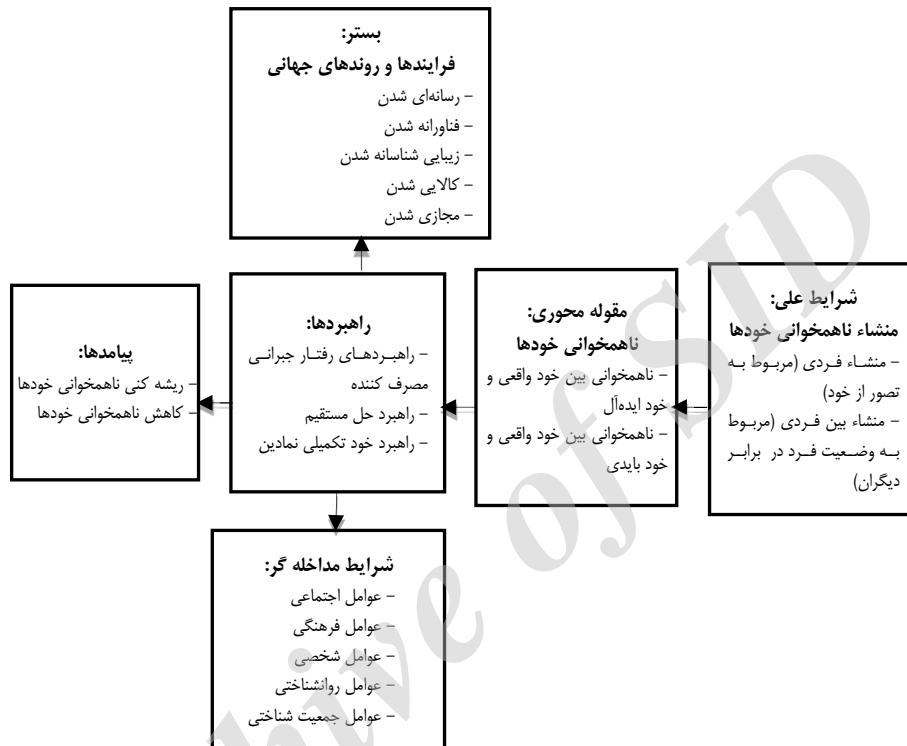 بستر:
فرایندها و روندهای جهانی
- رسانه‌ای شدن
- فناورانه شدن
- زیبایی شناسانه شدن
- کالایی شدن
- مجازی شدن
شرایط علی:
منشاء ناهمخوانی خودها
- منشاء فردی (مربوط به
تصور از خود)
- منشاء بین فردی (مربوط
به وضعیت فرد در برابر
دیگران)
مقوله محوری:
ناهمخوانی خودها
- ناهمخوانی بین خود واقعی و
خود ایده‌آل
- ناهمخوانی بین خود واقعی و
خود بایدی
راهبردها:
- راهبردهای رفتار جبرانی
مصرف کننده
- راهبرد حل مستقیم
- راهبرد خود تکمیلی نمادین
پیامدها:
- ریشه کنی ناهمخوانی خودها
- کاهش ناهمخوانی خودها
شرایط مداخله گر:
- عوامل اجتماعی
- عوامل فرهنگی
- عوامل شخصی
- عوامل روانشناختی
- عوامل جمعیت شناختی
hive of SID